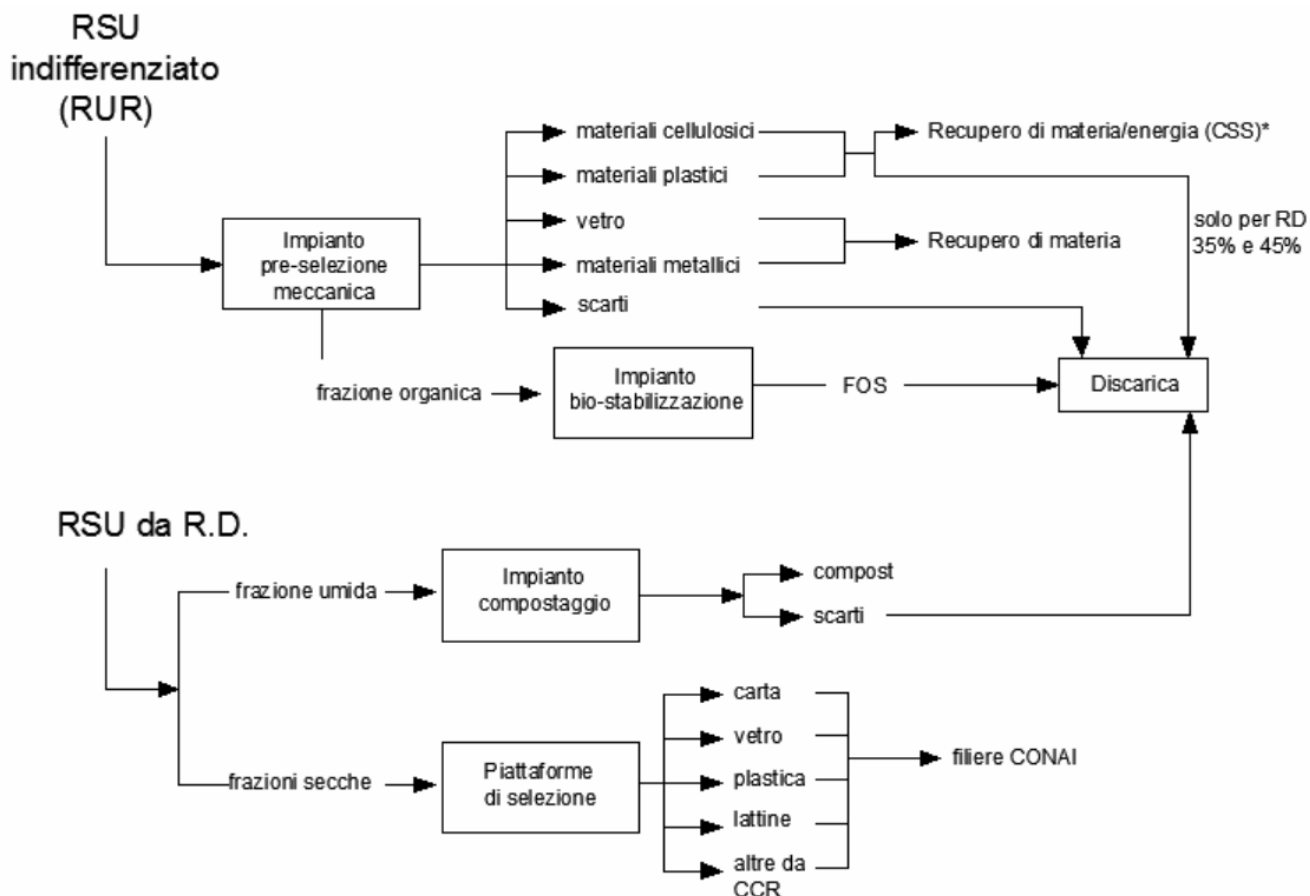 RSU
indifferenziato
(RUR)
materiali cellulosici
Recupero di materia/energia (CSS)*
materiali plastici
solo per RD
35% e 45%
Impianto
pre-selezione
meccanica
vetro
Recupero di materia
materiali metallici
scarti
frazione organica
Impianto
bio-stabilizzazione
FOS
Discarica
RSU da R.D.
frazione umida
Impianto
compostaggio
compost
scarti
frazioni secche
Piattaforme
di selezione
carta
vetro
plastica
lattine
altre da
CCR
filiere CONAI